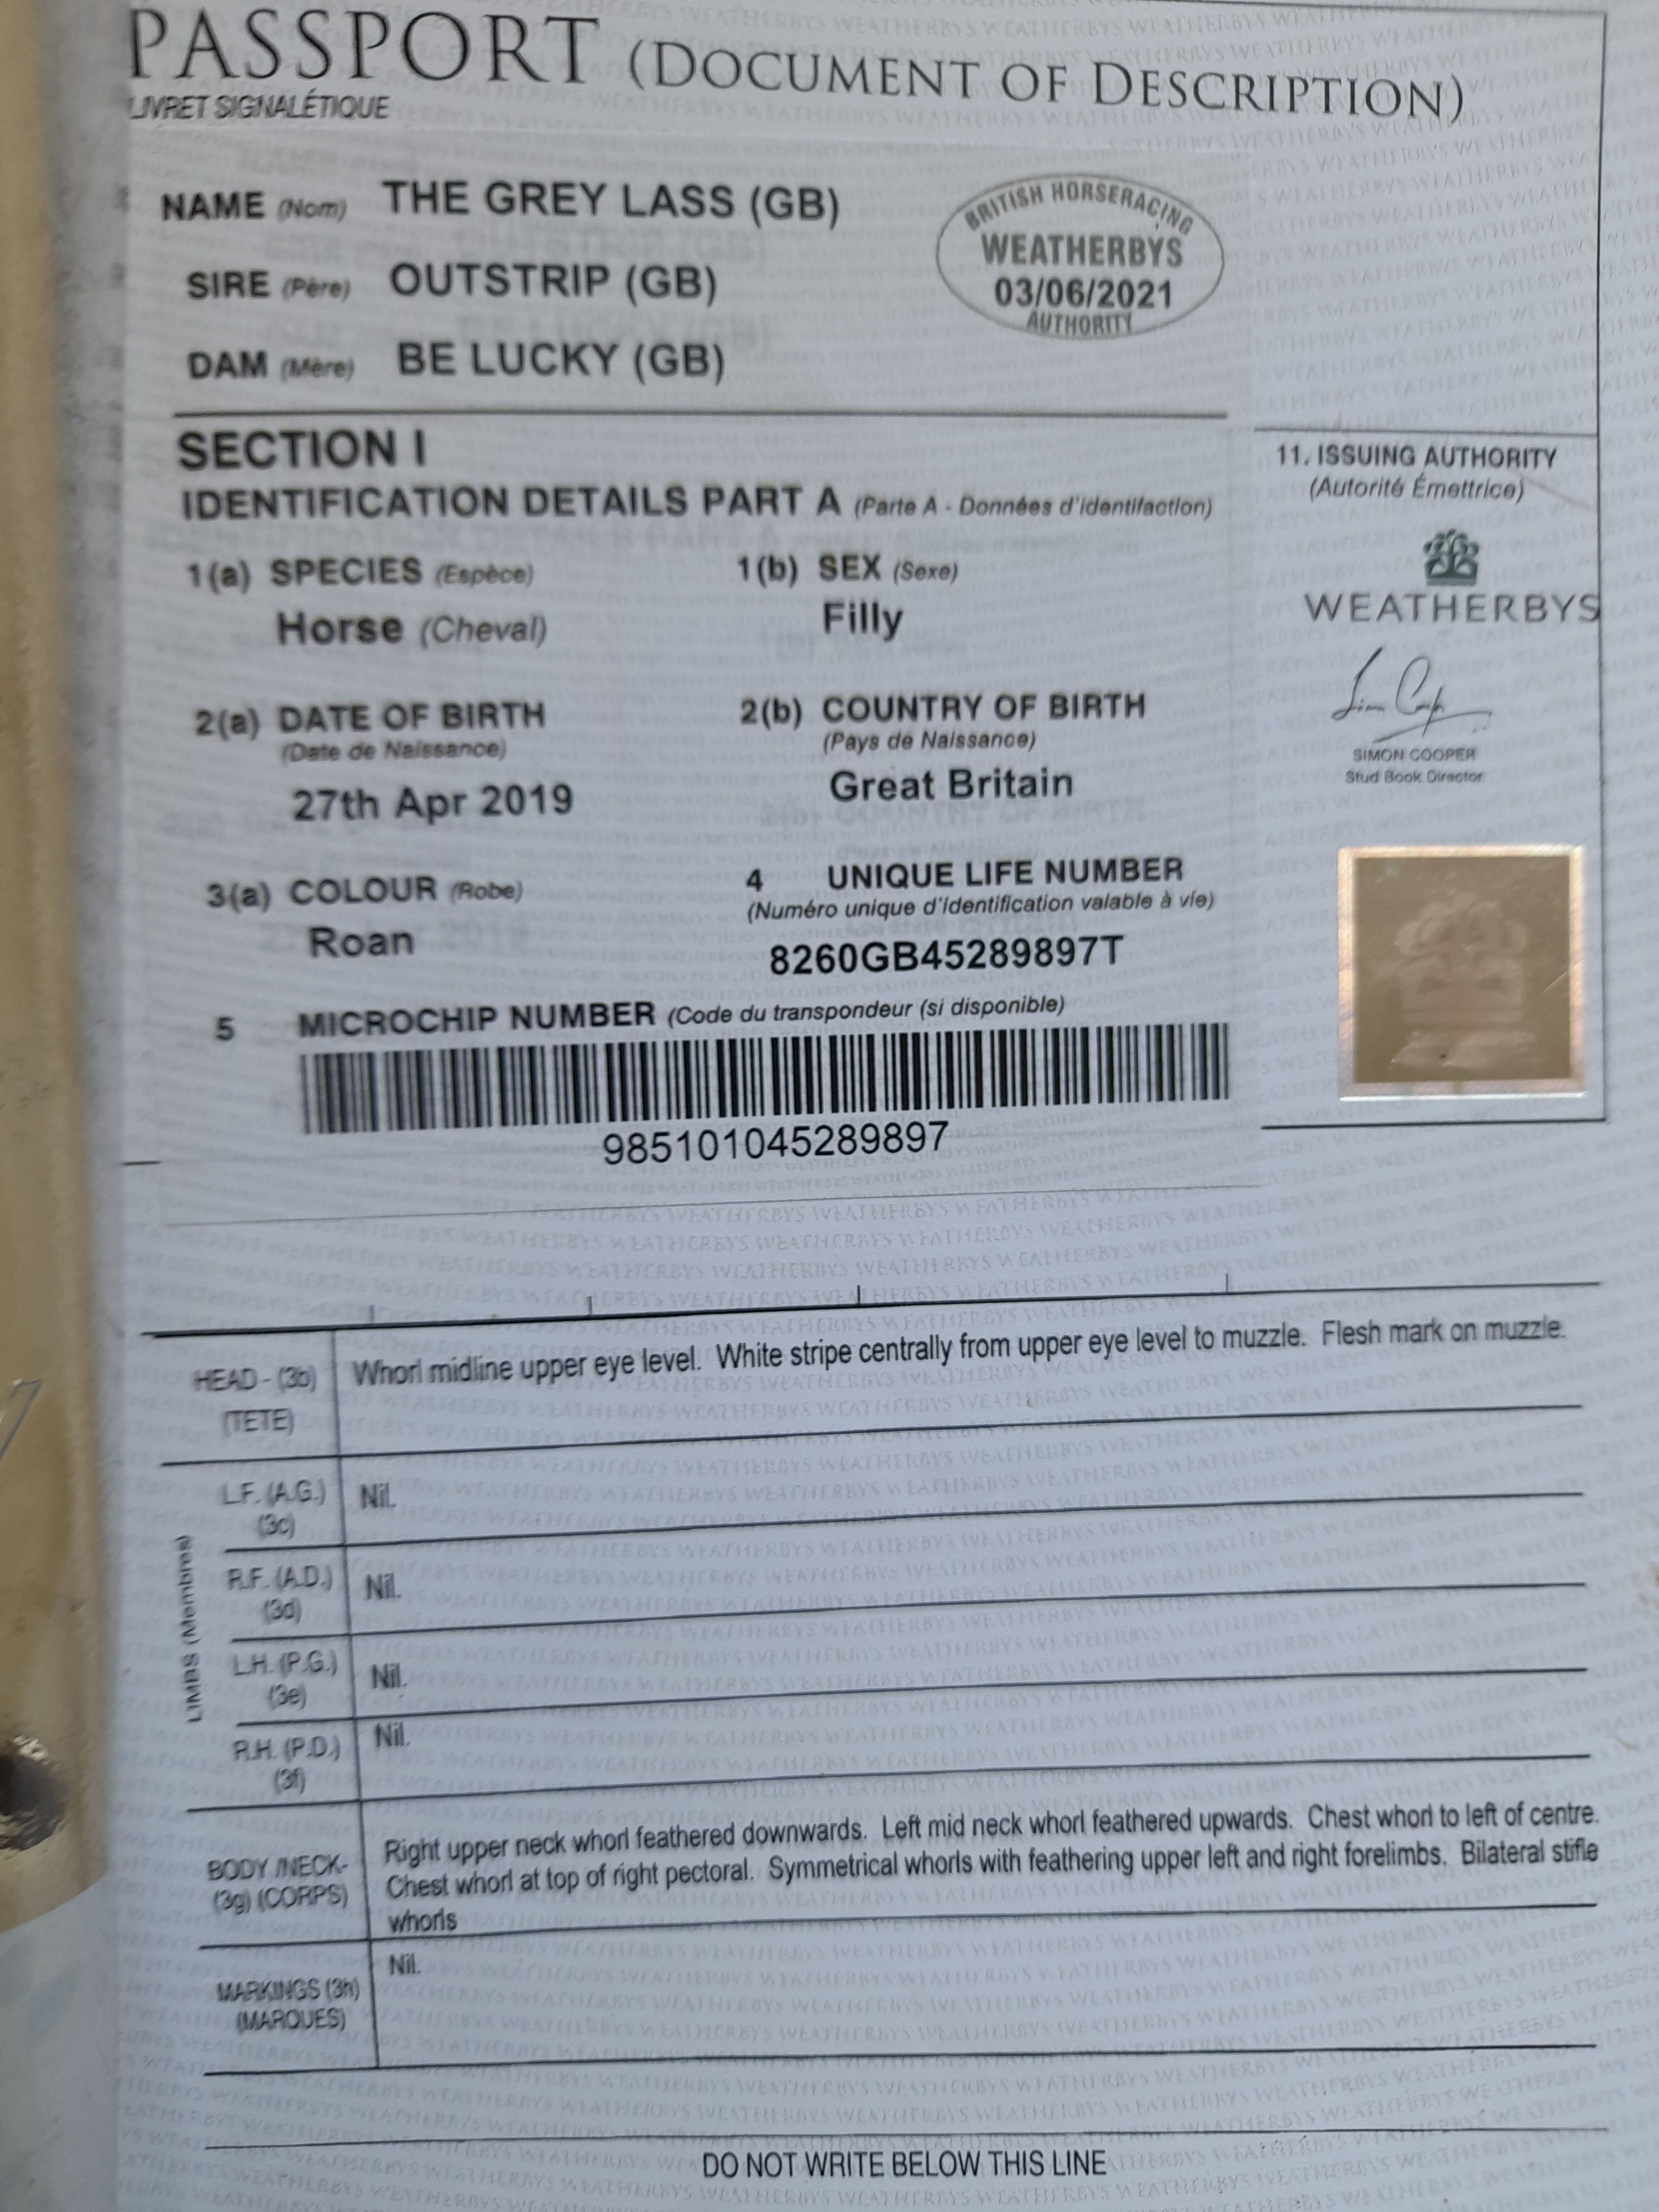 PASSPORT (DOCUMENT OF DESCRIPTION)
LIVRET SIGNALÉTIQUE
NAME (Nom) THE GREY LASS (GB)
SIRE (Père) OUTSTRIP (GB)
DAM (Mère) BE LUCKY (GB)
BRITISH HORSERACING
WEATHERBYS
03/06/2021
AUTHORITY
SECTION I
IDENTIFICATION DETAILS PART A (Parte A - Données d'identifaction)
1(a) SPECIES (Espèce)
Horse (Cheval)
1(b) SEX (Sexe)
Filly
2(a) DATE OF BIRTH
(Date de Naissance)
27th Apr 2019
2(b) COUNTRY OF BIRTH
(Pays de Naissance)
Great Britain
3(a) COLOUR (Robe)
Roan
4 UNIQUE LIFE NUMBER
(Numéro unique d'identification valable à vie)
8260GB45289897T
5 MICROCHIP NUMBER (Code du transpondeur (si disponible)
985101045289897
11. ISSUING AUTHORITY
(Autorité Émettrice)
WEATHERBYS
SIMON COOPER
Stud Book Director
HEAD - (3b)
(TETE)
Whorl midline upper eye level. White stripe centrally from upper eye level to muzzle. Flesh mark on muzzle.
LIMBS (Membres)
L.F. (A.G.)
(3c)
Nil.
R.F. (A.D.)
(3d)
Nil.
L.H. (P.G.)
(3e)
Nil.
R.H. (P.D.)
(3f)
Nil.
BODY /NECK-
(3g) (CORPS)
Right upper neck whorl feathered downwards. Left mid neck whorl feathered upwards. Chest whorl to left of centre.
Chest whorl at top of right pectoral. Symmetrical whorls with feathering upper left and right forelimbs. Bilateral stifle
whorls
MARKINGS (3h)
(MARQUES)
Nil.
DO NOT WRITE BELOW THIS LINE